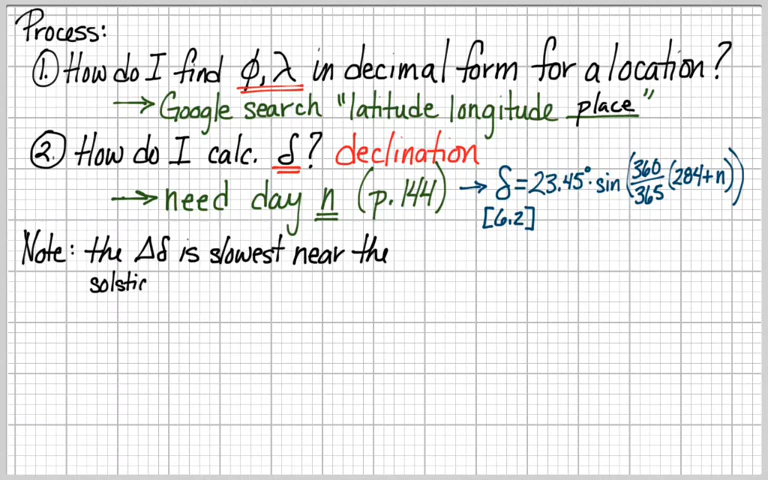 Process:
①. How do I find φ, λ in decimal form for a location?
→ Google search "latitude longitude place"
②. How do I calc. δ? declination
→ need day n (p. 144) → δ = 23.45° · sin(360/365 (284+n))
[6.2]
Note: the Δδ is slowest near the
solstic